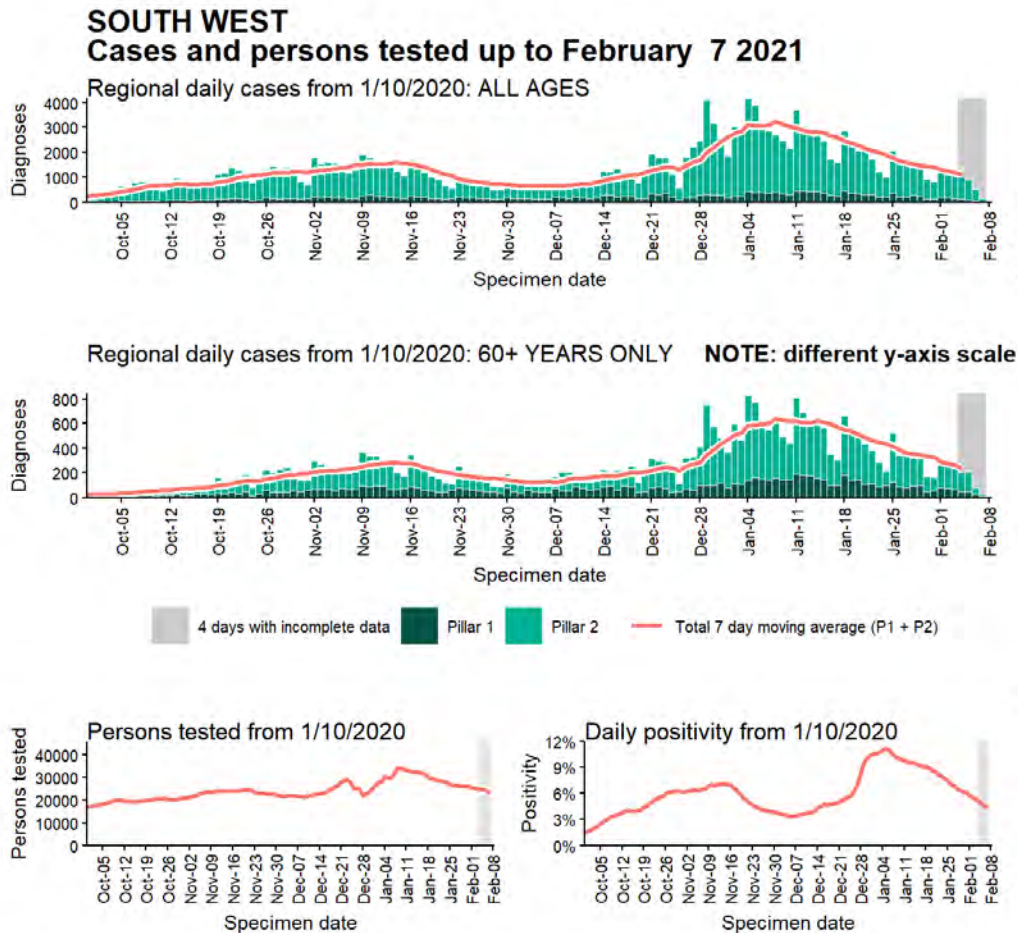 SOUTH WEST
Cases and persons tested up to February 7 2021
Regional daily cases from 1/10/2020: ALL AGES
Diagnoses
4000
3000
2000
1000
0
Oct-05 Oct-12 Oct-19 Oct-26 Nov-02 Nov-09 Nov-16 Nov-23 Nov-30 Dec-07 Dec-14 Dec-21 Dec-28 Jan-04 Jan-11 Jan-18 Jan-25 Feb-01 Feb-08
Specimen date
Regional daily cases from 1/10/2020: 60+ YEARS ONLY NOTE: different y-axis scale
Diagnoses
800
600
400
200
0
Oct-05 Oct-12 Oct-19 Oct-26 Nov-02 Nov-09 Nov-16 Nov-23 Nov-30 Dec-07 Dec-14 Dec-21 Dec-28 Jan-04 Jan-11 Jan-18 Jan-25 Feb-01 Feb-08
Specimen date
4 days with incomplete data Pillar 1 Pillar 2 Total 7 day moving average (P1 + P2)
Persons tested from 1/10/2020
Persons tested
40000
30000
20000
10000
0
Oct-05 Oct-12 Oct-19 Oct-26 Nov-02 Nov-09 Nov-16 Nov-23 Nov-30 Dec-07 Dec-14 Dec-21 Dec-28 Jan-04 Jan-11 Jan-18 Jan-25 Feb-01 Feb-08
Specimen date
Daily positivity from 1/10/2020
Positivity
12%
9%
6%
3%
0%
Oct-05 Oct-12 Oct-19 Oct-26 Nov-02 Nov-09 Nov-16 Nov-23 Nov-30 Dec-07 Dec-14 Dec-21 Dec-28 Jan-04 Jan-11 Jan-18 Jan-25 Feb-01 Feb-08
Specimen date